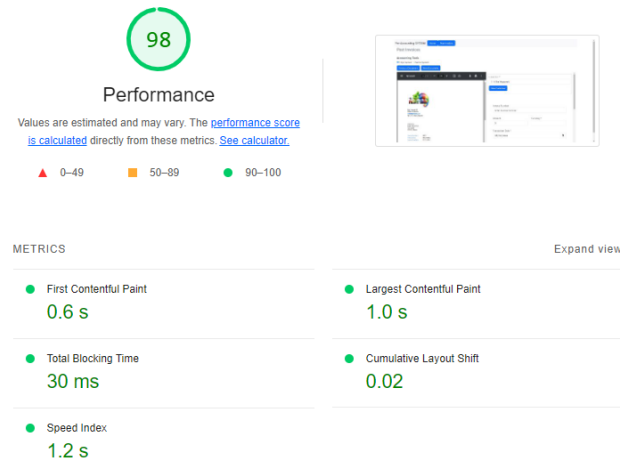 98
Performance
Values are estimated and may vary. The performance score
is calculated directly from these metrics. See calculator.
0–49
50–89
90–100
METRICS
Expand view
First Contentful Paint
0.6 s
Largest Contentful Paint
1.0 s
Total Blocking Time
30 ms
Cumulative Layout Shift
0.02
Speed Index
1.2 s